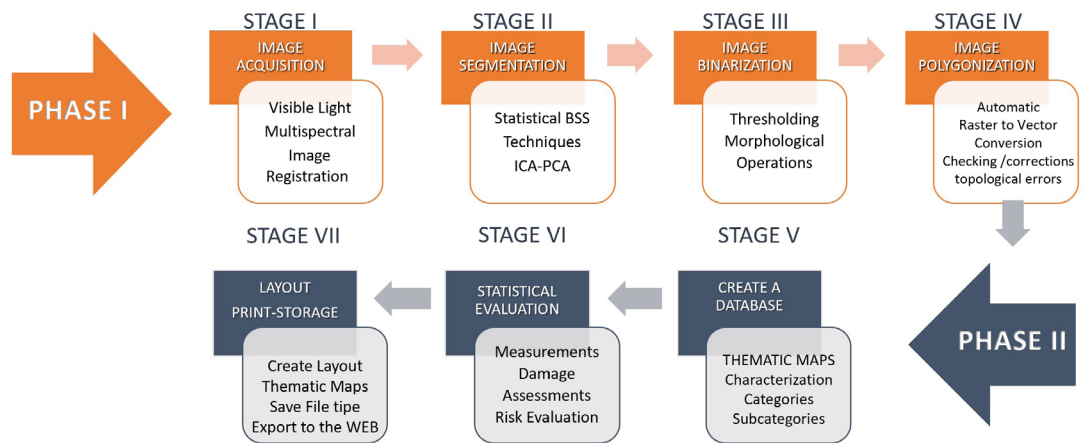 PHASE I
STAGE I
IMAGE
ACQUISITION
Visible Light
Multispectral
Image
Registration
STAGE II
IMAGE
SEGMENTATION
Statistical BSS
Techniques
ICA-PCA
STAGE III
IMAGE
BINARIZATION
Thresholding
Morphological
Operations
STAGE IV
IMAGE
POLYGONIZATION
Automatic
Raster to Vector
Conversion
Checking /corrections
topological errors
PHASE II
STAGE V
CREATE A
DATABASE
THEMATIC MAPS
Characterization
Categories
Subcategories
STAGE VI
STATISTICAL
EVALUATION
Measurements
Damage
Assessments
Risk Evaluation
STAGE VII
LAYOUT
PRINT-STORAGE
Create Layout
Thematic Maps
Save File tipe
Export to the WEB